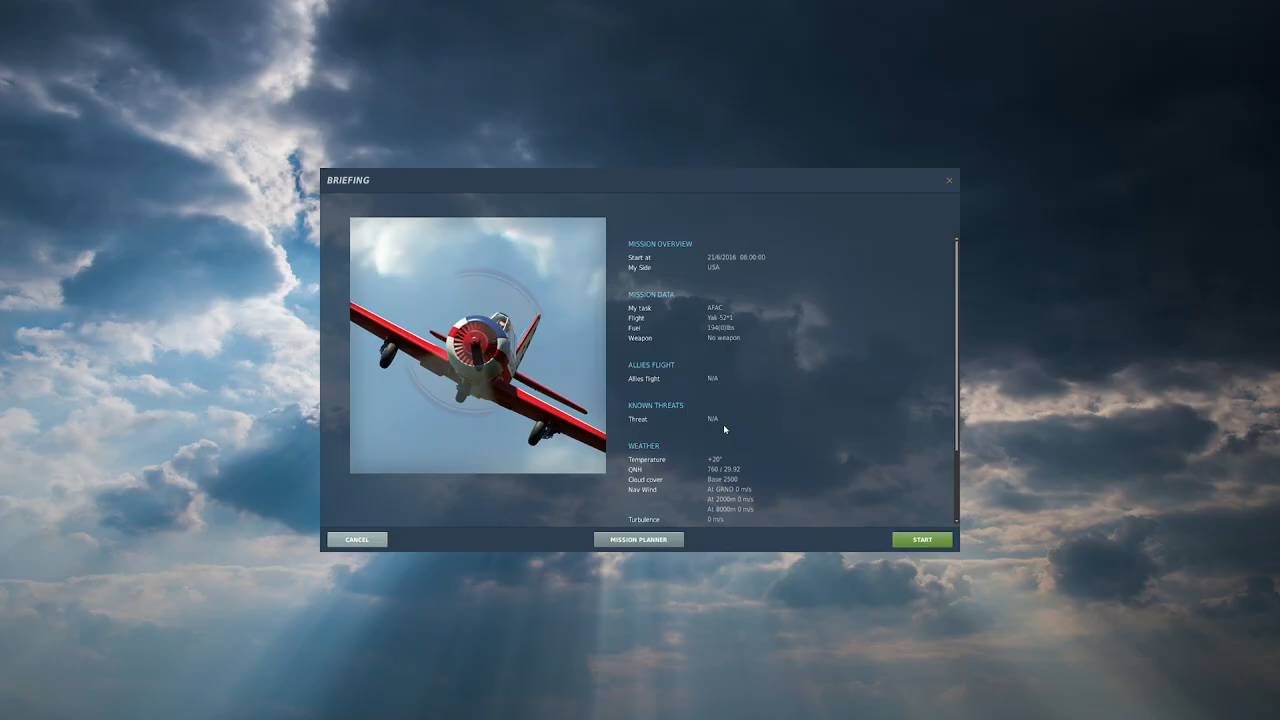 BRIEFING
MISSION OVERVIEW
Start at 21/6/2016 08:00:00
My Side USA
MISSION DATA
My task AFAC
Flight Yak-52*1
Fuel 194(0)lbs
Weapon No weapon
ALLIES FLIGHT
Allies flight N/A
KNOWN THREATS
Threat N/A
WEATHER
Temperature +20°
QNH 760 / 29.92
Cloud cover Base 2500
Nav Wind At GRND 0 m/s
At 2000m 0 m/s
At 8000m 0 m/s
Turbulence 0 m/s
CANCEL
MISSION PLANNER
START